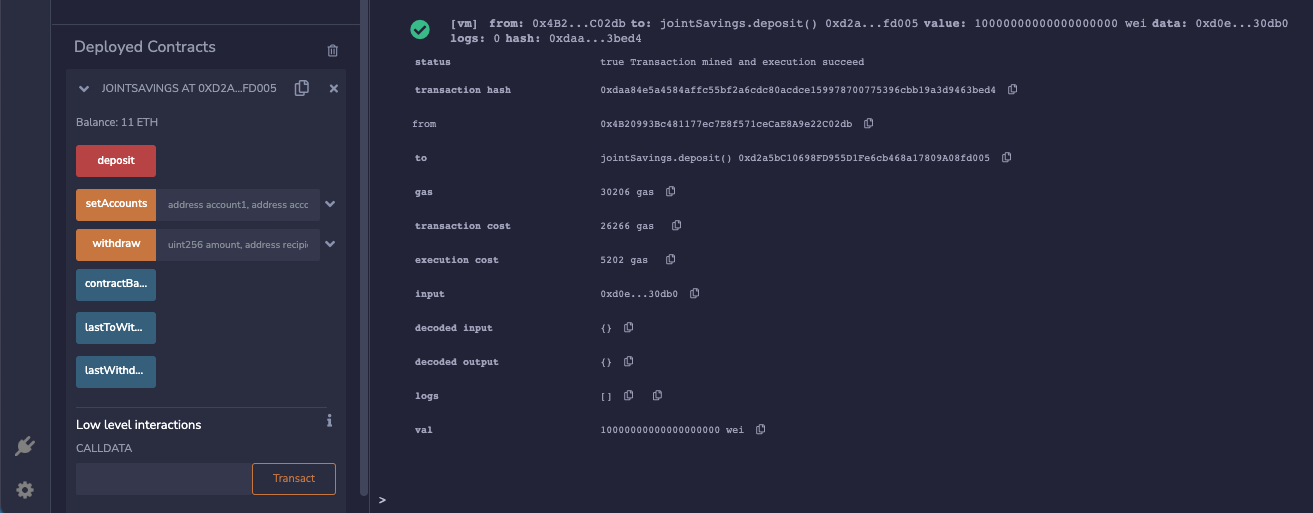 Deployed Contracts
JOINTSAVINGS AT 0XD2A...FD005
Balance: 11 ETH
deposit
setAccounts address account1, address acco
withdraw uint256 amount, address recipi
contractBa...
lastToWit...
lastWithd...
Low level interactions
i
CALLDATA
Transact
[vm] from: 0x4B2...C02db to: jointSavings.deposit() 0xd2a...fd005 value: 10000000000000000000 wei data: 0xd0e...30db0
logs: 0 hash: 0xdaa...3bed4
status true Transaction mined and execution succeed
transaction hash 0xdaa84e5a4584affc55bf2a6cdc80acdce159978700775396cbb19a3d9463bed4
from 0x4B20993Bc481177ec7E8f571ceCaE8A9e22C02db
to jointSavings.deposit() 0xd2a5bC10698FD955D1Fe6cb468a17809A08fd005
gas 30206 gas
transaction cost 26266 gas
execution cost 5202 gas
input 0xd0e...30db0
decoded input {}
decoded output {}
logs []
val 10000000000000000000 wei
>